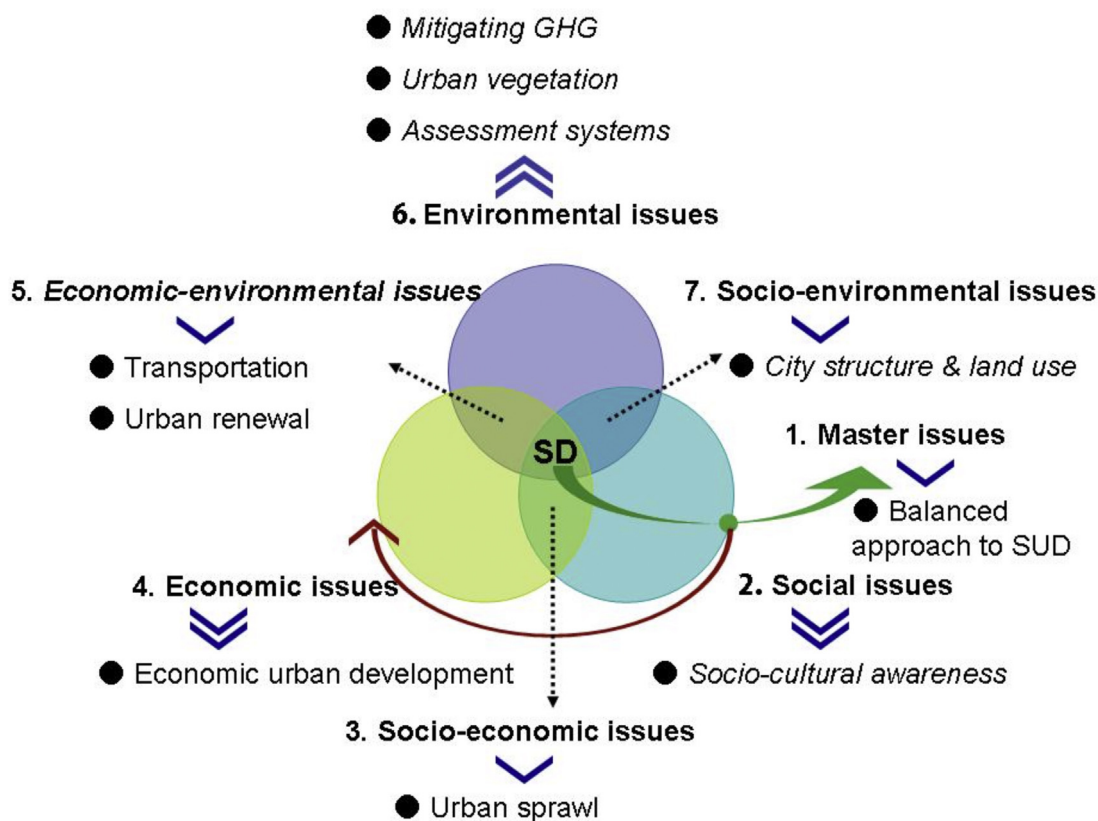 ● Mitigating GHG
● Urban vegetation
● Assessment systems
6. Environmental issues
5. Economic-environmental issues
● Transportation
● Urban renewal
7. Socio-environmental issues
● City structure & land use
SD
1. Master issues
● Balanced
approach to SUD
4. Economic issues
● Economic urban development
2. Social issues
● Socio-cultural awareness
3. Socio-economic issues
● Urban sprawl